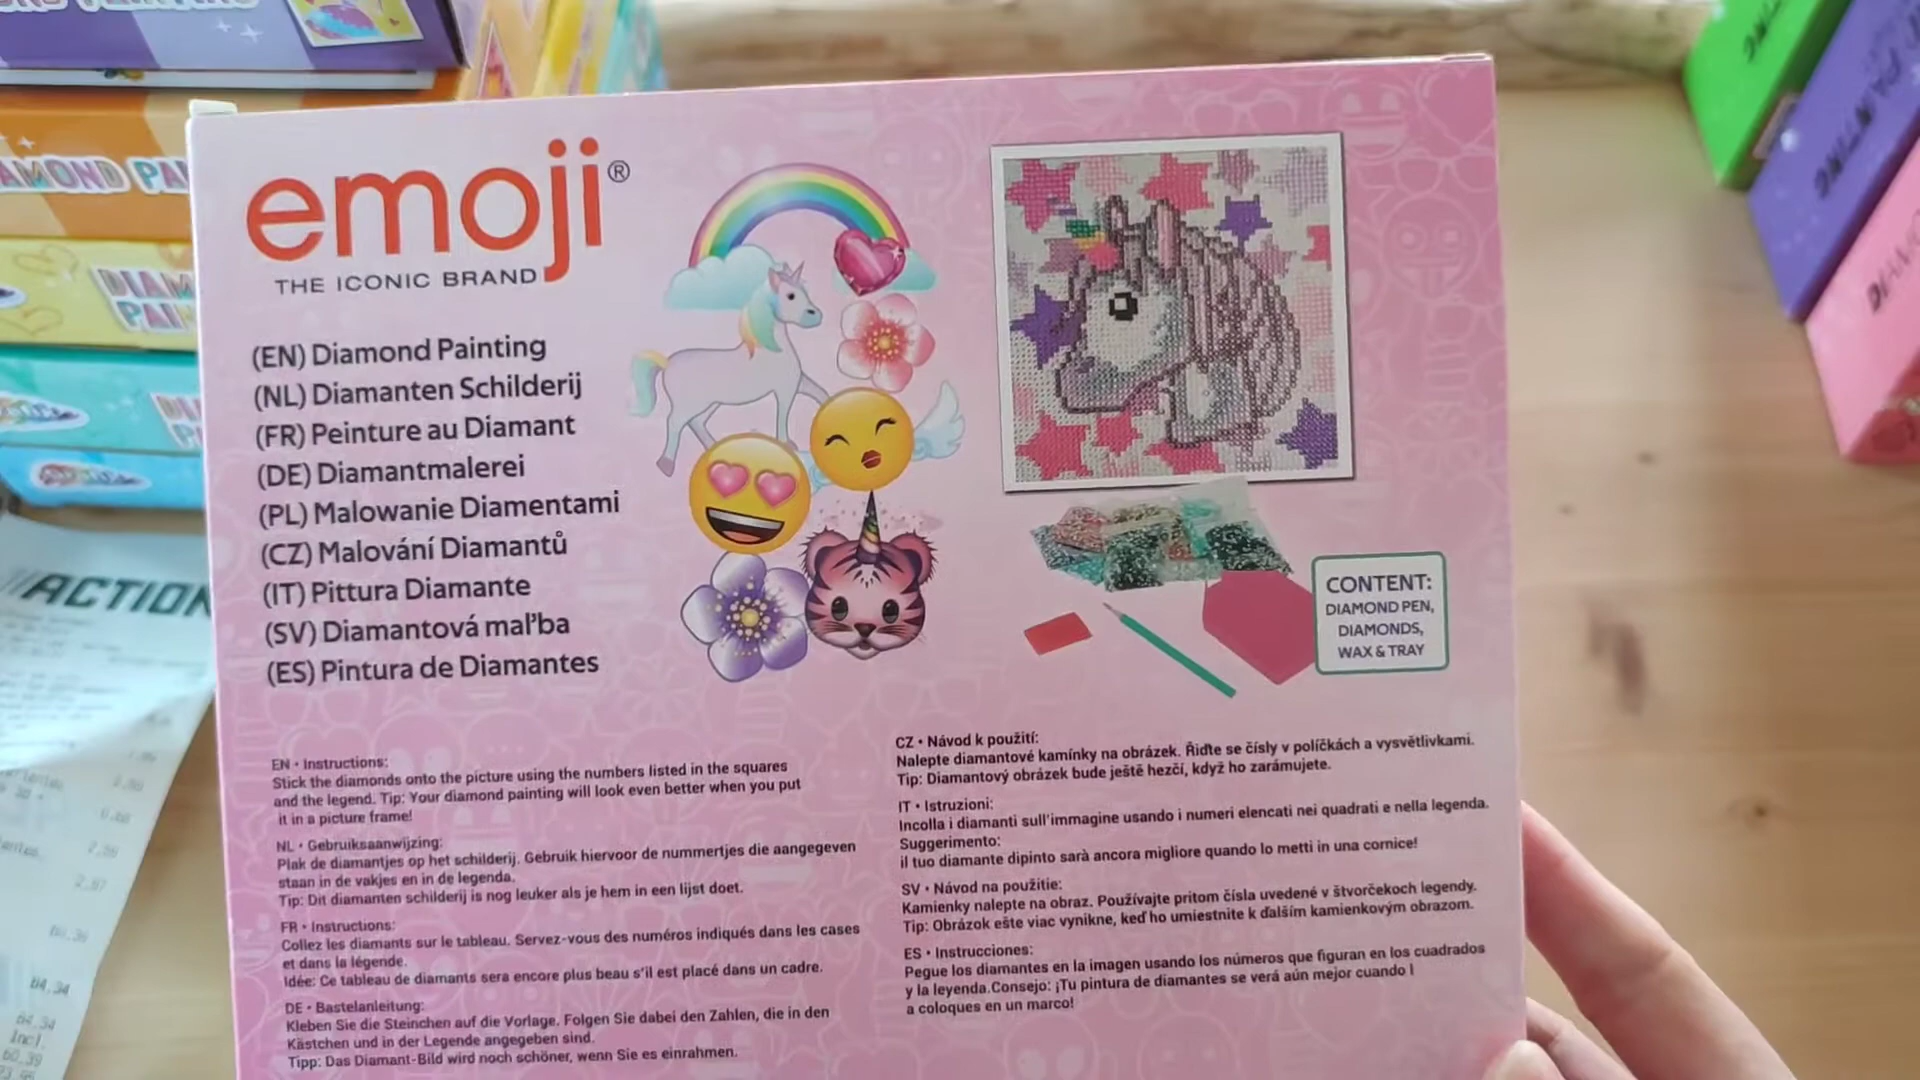 emoji®
THE ICONIC BRAND
(EN) Diamond Painting
(NL) Diamanten Schilderij
(FR) Peinture au Diamant
(DE) Diamantmalerei
(PL) Malowanie Diamentami
(CZ) Malování Diamantů
(IT) Pittura Diamante
(SV) Diamantová maľba
(ES) Pintura de Diamantes
CONTENT:
DIAMOND PEN,
DIAMONDS,
WAX & TRAY
EN • Instructions:
Stick the diamonds onto the picture using the numbers listed in the squares
and the legend. Tip: Your diamond painting will look even better when you put
it in a picture frame!
NL • Gebruiksaanwijzing:
Plak de diamantjes op het schilderij. Gebruik hiervoor de nummertjes die aangegeven
staan in de vakjes en in de legenda.
Tip: Dit diamanten schilderij is nog leuker als je hem in een lijst doet.
FR • Instructions:
Collez les diamants sur le tableau. Servez-vous des numéros indiqués dans les cases
et dans la légende.
Idée: Ce tableau de diamants sera encore plus beau s'il est placé dans un cadre.
DE • Bastelanleitung:
Kleben Sie die Steinchen auf die Vorlage. Folgen Sie dabei den Zahlen, die in den
Kästchen und in der Legende angegeben sind.
Tipp: Das Diamant-Bild wird noch schöner, wenn Sie es einrahmen.
CZ • Návod k použití:
Nalepte diamantové kamínky na obrázek. Řiďte se čísly v políčkách a vysvětlivkami.
Tip: Diamantový obrázek bude ještě hezčí, když ho zarámujete.
IT • Istruzioni:
Incolla i diamanti sull'immagine usando i numeri elencati nei quadrati e nella legenda.
Suggerimento:
il tuo diamante dipinto sarà ancora migliore quando lo metti in una cornice!
SV • Návod na použitie:
Kamienky nalepte na obraz. Používajte pritom čísla uvedené v štvorčekoch legendy.
Tip: Obrázok ešte viac vynikne, keď ho umiestnite k ďalším kamienkovým obrazom.
ES • Instrucciones:
Pegue los diamantes en la imagen usando los números que figuran en los cuadrados
y la leyenda.Consejo: ¡Tu pintura de diamantes se verá aún mejor cuando l
a coloques en un marco!
ACTION
84.34
84.34
Incl.
60.39